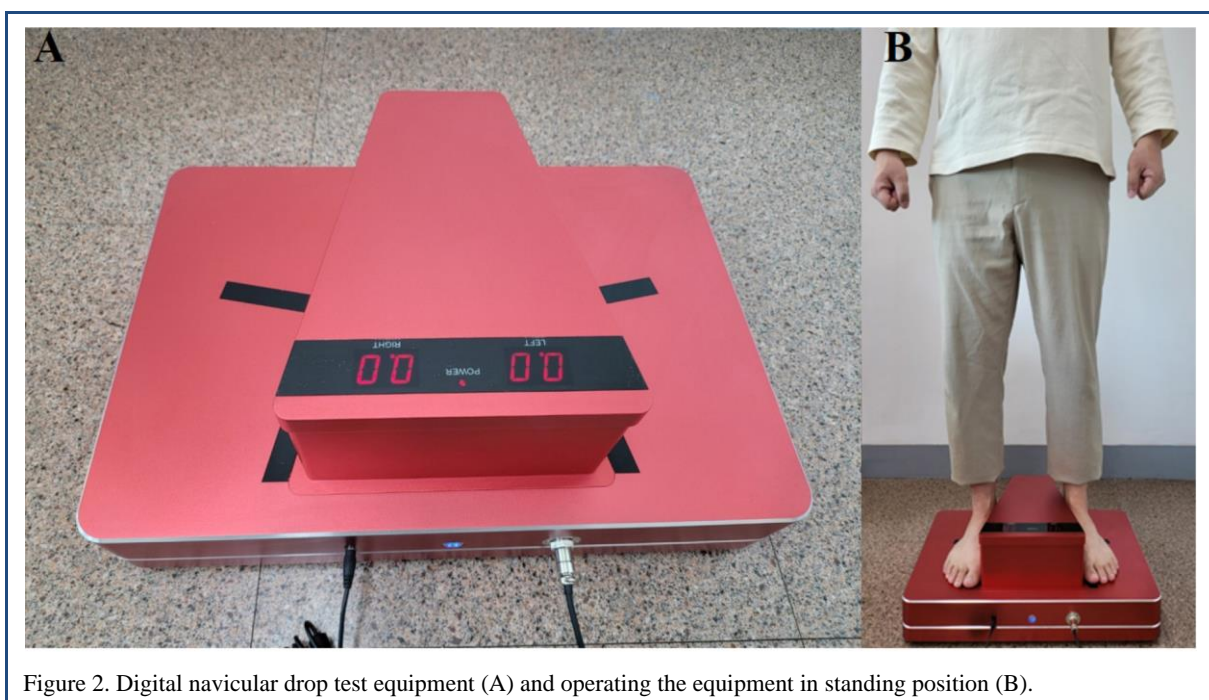 A
B
RIGHT
LEFT
0.0
POWER
0.0
Figure 2. Digital navicular drop test equipment (A) and operating the equipment in standing position (B).